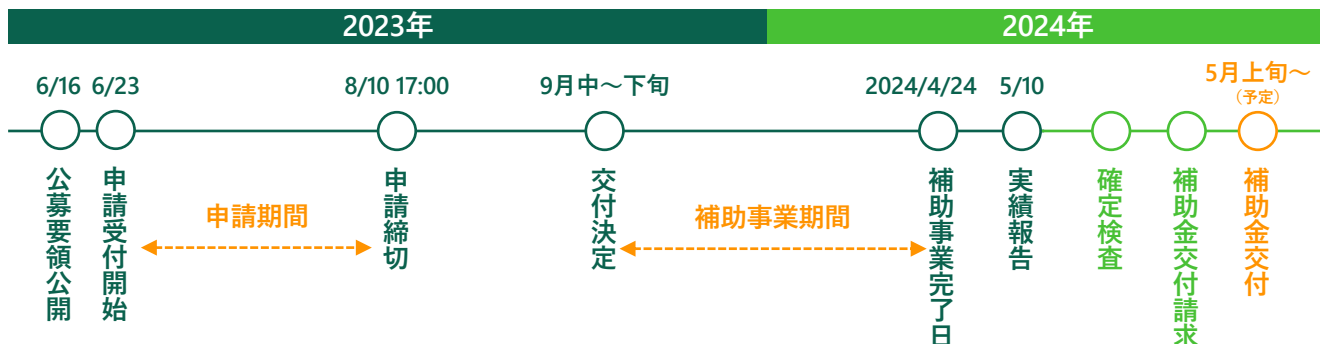 2023年
2024年
6/16
6/23
8/10 17:00
9月中～下旬
2024/4/24
5/10
5月上旬～
(予定)
公募要領公開
申請受付開始
申請期間
申請締切
交付決定
補助事業期間
補助事業完了日
実績報告
確定検査
補助金交付請求
補助金交付